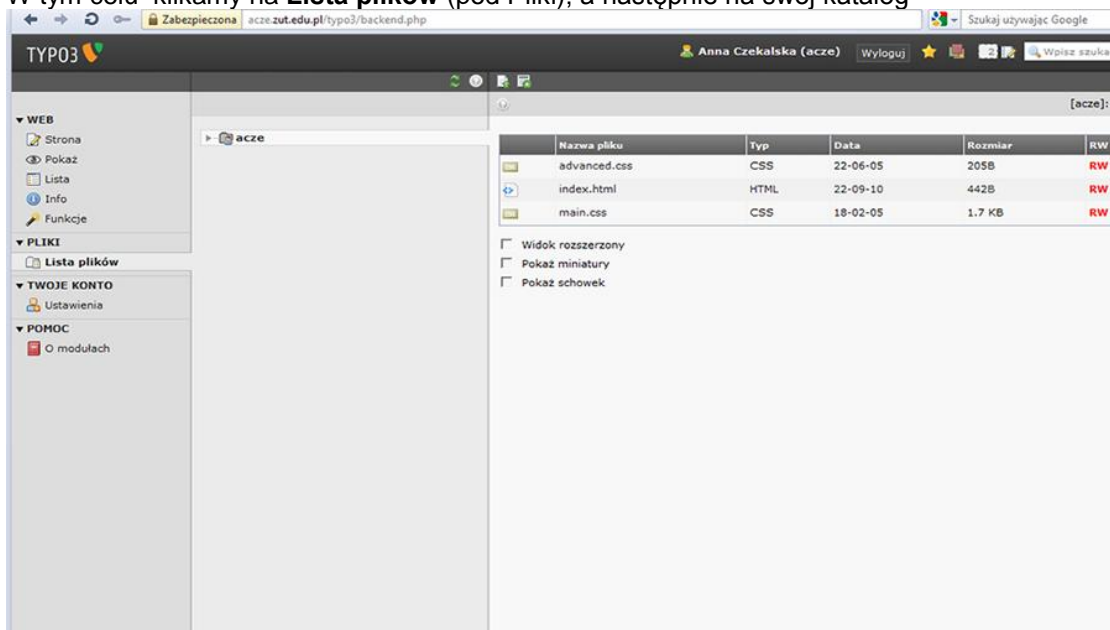 W tym celu klikamy na Lista plików (pod Pliki), a następnie na swój katalog
Zabezpieczona acze.zut.edu.pl/typo3/backend.php Szukaj używając Google
TYPO3 Anna Czekalska (acze) Wyloguj 2 Wpisz szuka
[acze]:
WEB
Strona
Pokaż
Lista
Info
Funkcje
PLIKI
Lista plików
TWOJE KONTO
Ustawienia
POMOC
O modułach
acze
Nazwa pliku Typ Data Rozmiar RW
advanced.css CSS 22-06-05 205B RW
index.html HTML 22-09-10 442B RW
main.css CSS 18-02-05 1.7 KB RW
Widok rozszerzony
Pokaż miniatury
Pokaż schowek